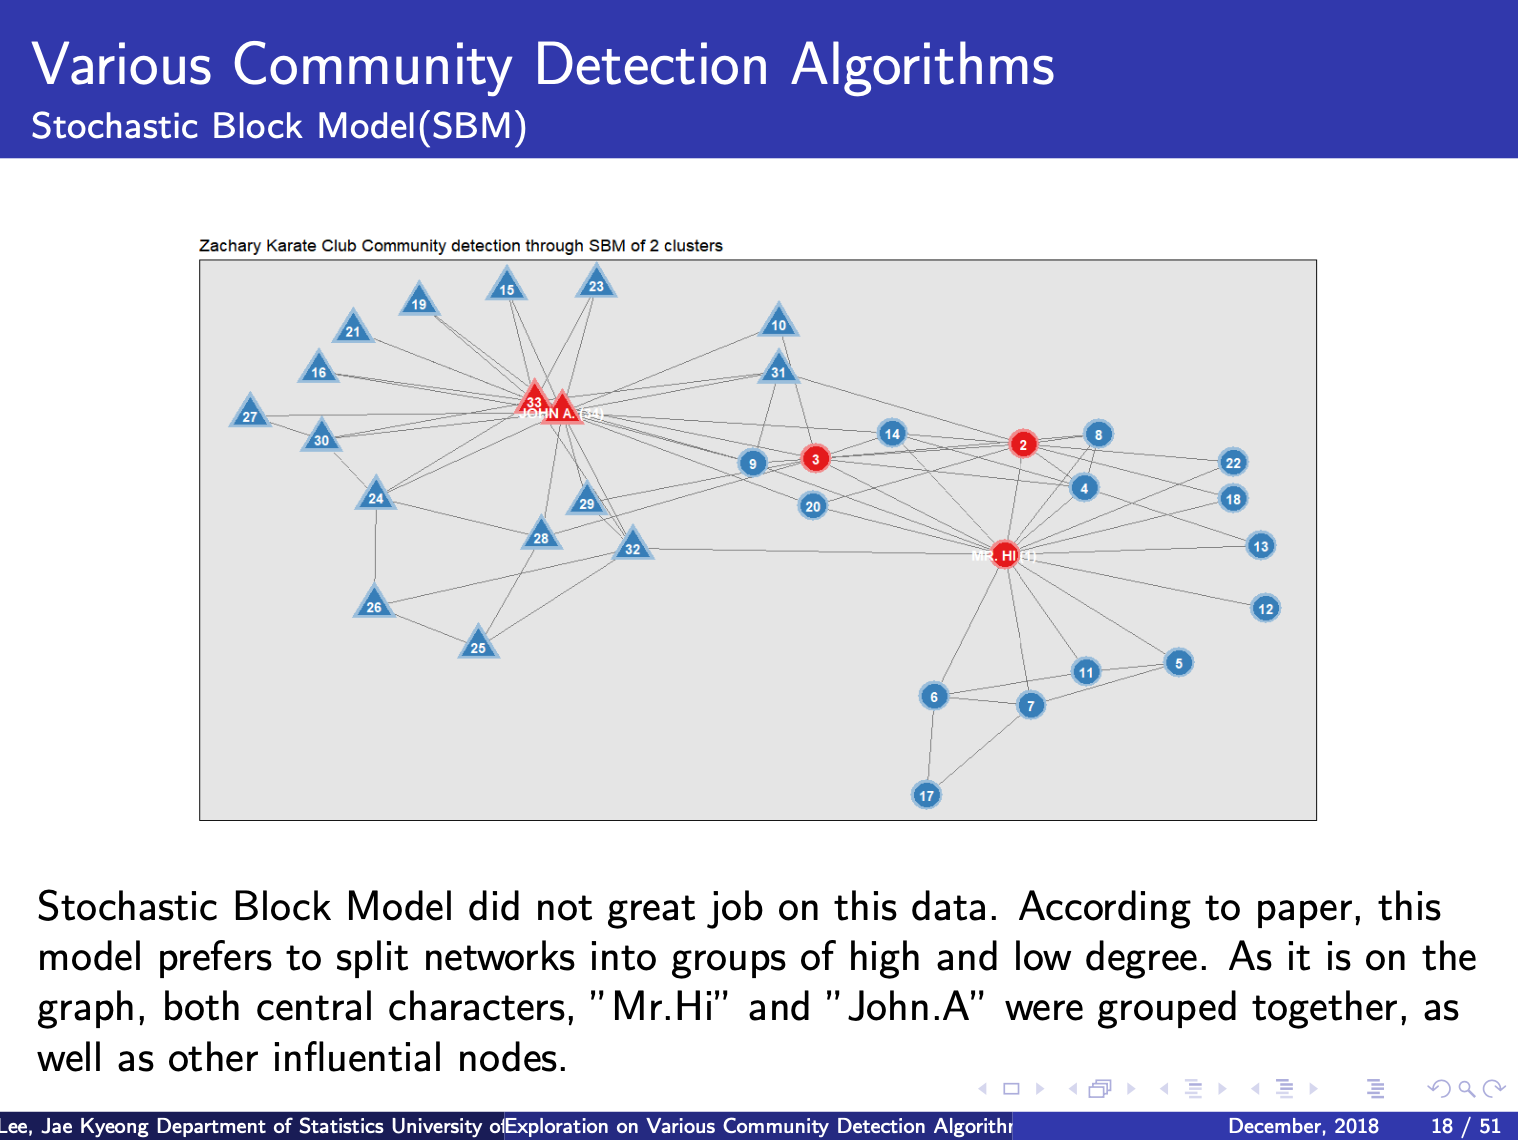 Various Community Detection Algorithms
Stochastic Block Model(SBM)
Zachary Karate Club Community detection through SBM of 2 clusters
23
15
19
10
21
16
31
33
JOHN A. (34)
27
30
14
8
2
9
3
22
4
24
29
20
18
28
32
13
MR. HI (1)
26
12
25
5
11
6
7
17
Stochastic Block Model did not great job on this data. According to paper, this
model prefers to split networks into groups of high and low degree. As it is on the
graph, both central characters, ”Mr.Hi” and ”John.A” were grouped together, as
well as other influential nodes.
Lee, Jae Kyeong Department of Statistics University of
Exploration on Various Community Detection Algorithm
December, 2018
18 / 51